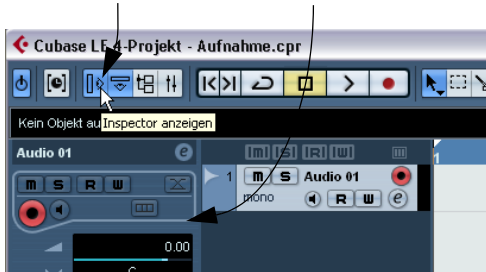 Cubase LE 4-Projekt - Aufnahme.cpr
Kein Objekt au
Inspector anzeigen
Audio 01 e
m s R w
0.00
C
|m| |s| |R| |w|
1 m s Audio 01
mono R w e
1